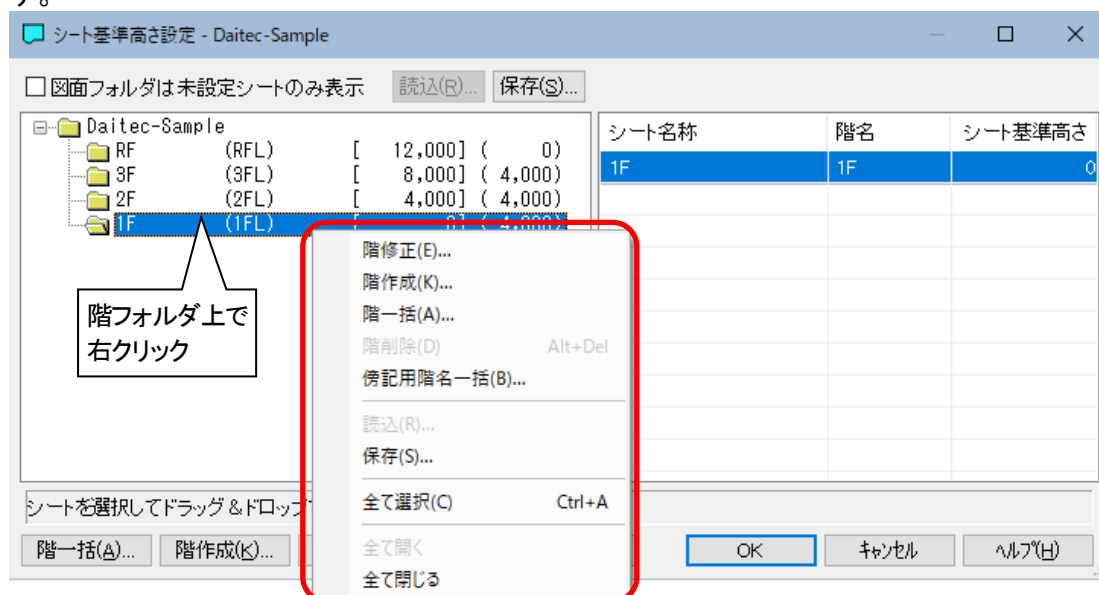 す。
シート基準高さ設定 - Daitec-Sample
図面フォルダは未設定シートのみ表示 読込(R)... 保存(S)...
Daitec-Sample
RF (RFL) [ 12,000] ( 0)
3F (3FL) [ 8,000] ( 4,000)
2F (2FL) [ 4,000] ( 4,000)
1F (1FL) [ 0] ( 4,000)
シート名称 階名 シート基準高さ
1F 1F 0
階フォルダ上で
右クリック
階修正(E)...
階作成(K)...
階一括(A)...
階削除(D) Alt+Del
傍記用階名一括(B)...
読込(R)...
保存(S)...
全て選択(C) Ctrl+A
全て開く
全て閉じる
シートを選択してドラッグ&ドロップ
階一括(A)... 階作成(K)... OK キャンセル ヘルプ(H)